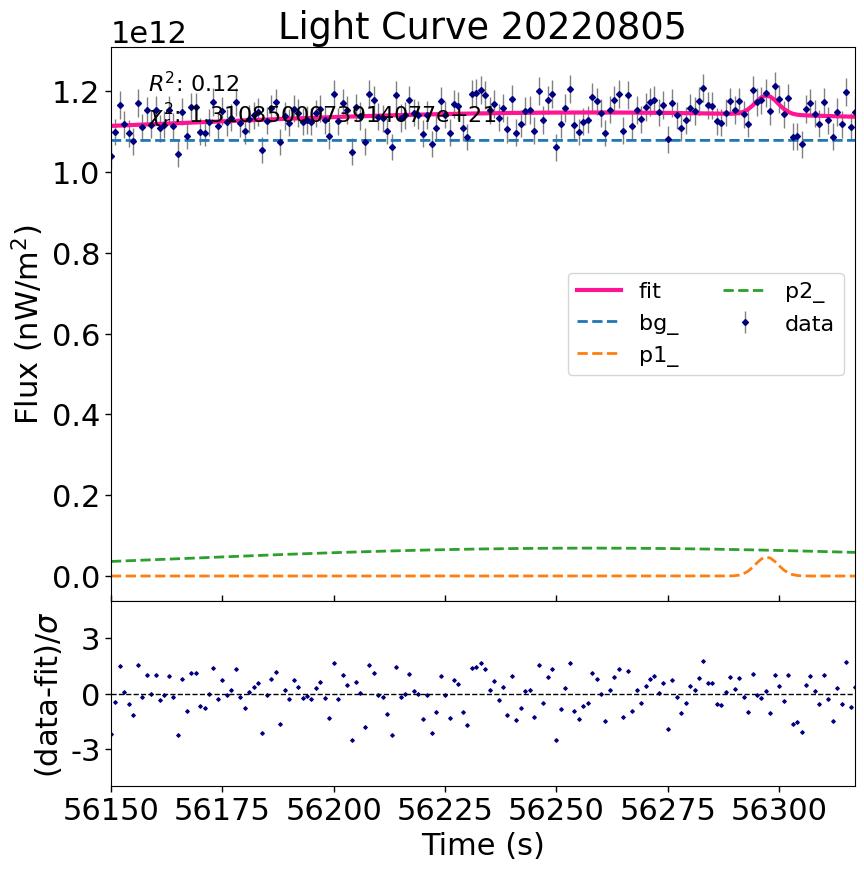 Light Curve 20220805
1e12
R²: 0.12
1.2
1.0
0.8
0.6
0.4
0.2
0.0
Flux (nW/m²)
fit
bg_
p1_
p2_
data
3
0
-3
(data-fit)/σ
56150 56175 56200 56225 56250 56275 56300
Time (s)